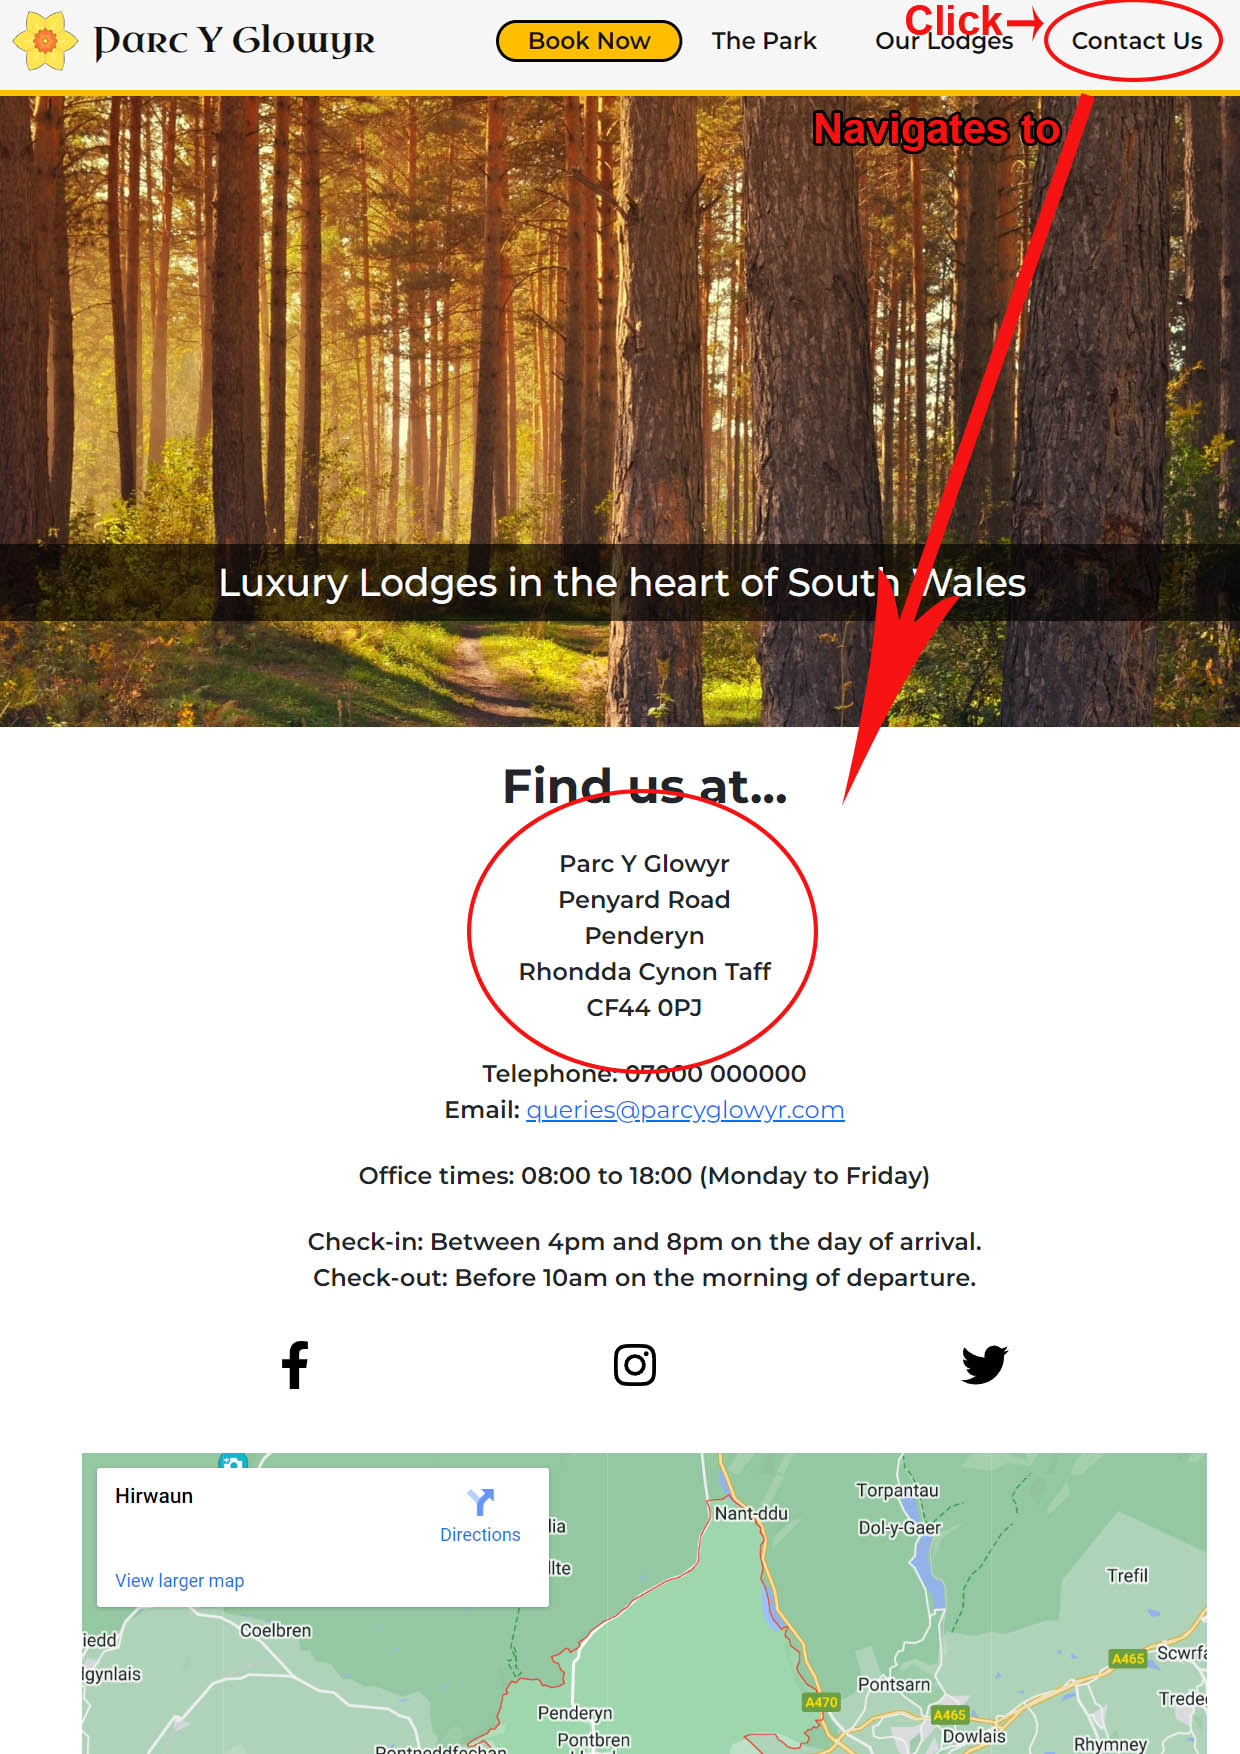 Parc Y Glowyr
Book Now
The Park
Our Lodges
Click
Contact Us
Navigates to
Luxury Lodges in the heart of South Wales
Find us at...
Parc Y Glowyr
Penyard Road
Penderyn
Rhondda Cynon Taff
CF44 0PJ
Telephone: 07000 000000
Email: queries@parcyglowyr.com
Office times: 08:00 to 18:00 (Monday to Friday)
Check-in: Between 4pm and 8pm on the day of arrival.
Check-out: Before 10am on the morning of departure.
Hirwaun
Directions
View larger map
lia
llte
Nant-ddu
Torpantau
Dol-y-Gaer
Trefil
Coelbren
iedd
lgynlais
A465
Scwrfa
Pontsarn
Trede
A470
A465
Penderyn
Pontbren
Dowlais
Rhymney
Pontneddfechan